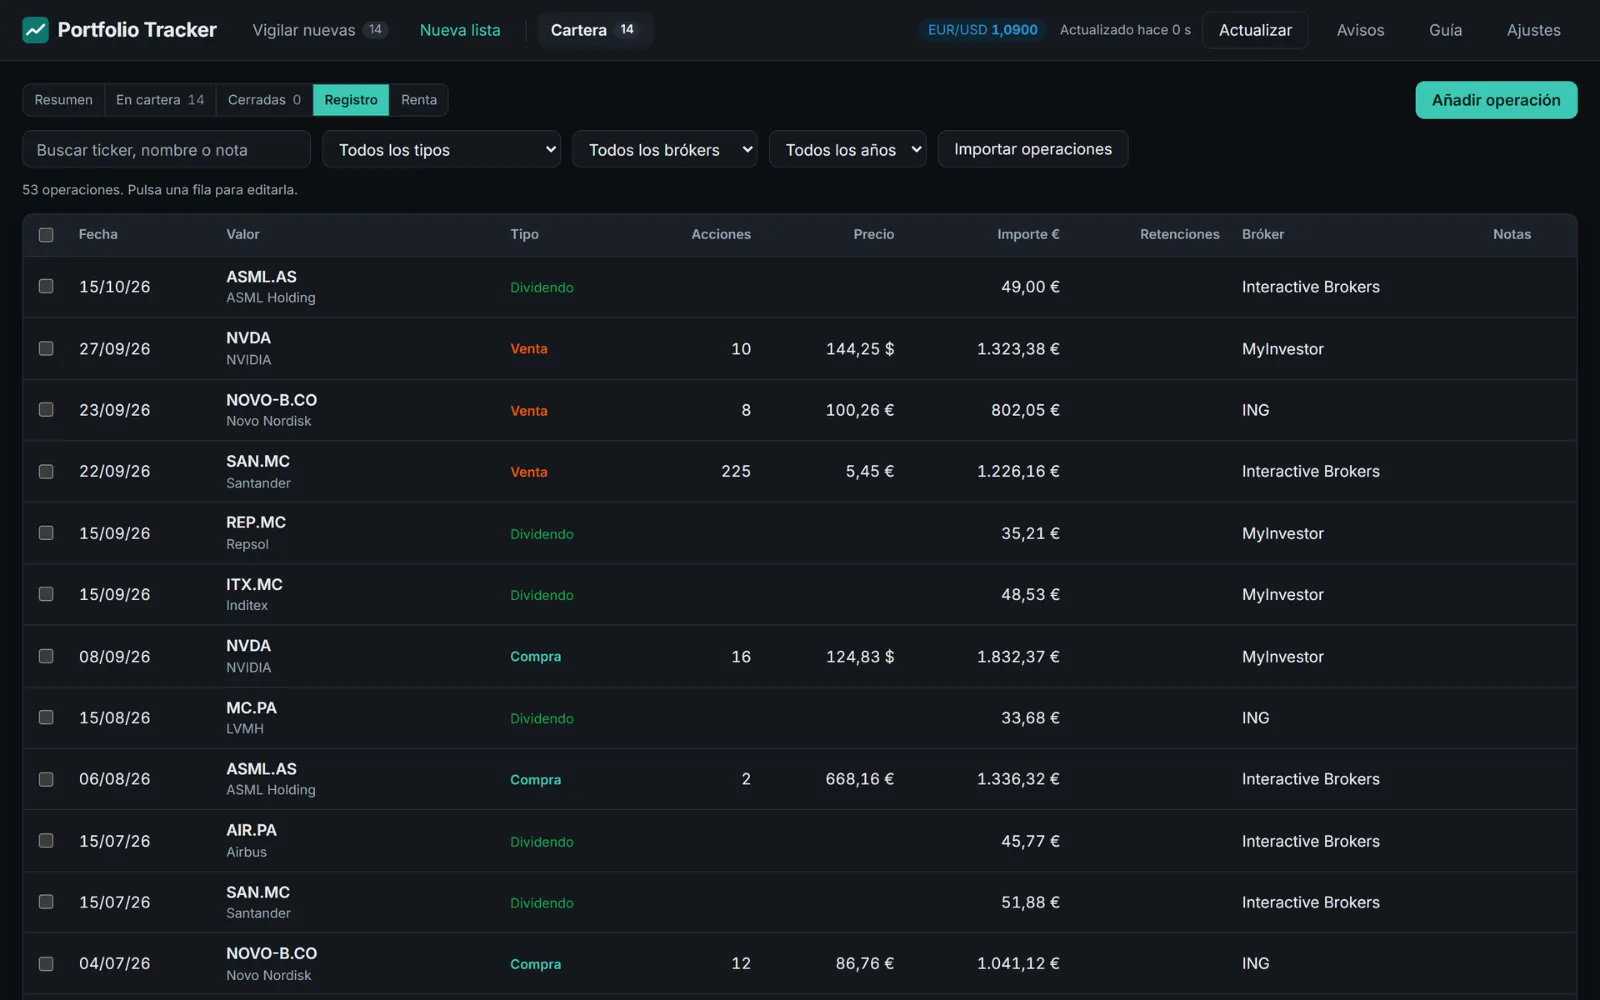 Portfolio Tracker
Vigilar nuevas 14
Nueva lista
Cartera 14
EUR/USD 1,0900
Actualizado hace 0 s
Actualizar
Avisos
Guía
Ajustes
Resumen
En cartera 14
Cerradas 0
Registro
Renta
Añadir operación
Buscar ticker, nombre o nota
Todos los tipos
Todos los brókers
Todos los años
Importar operaciones
53 operaciones. Pulsa una fila para editarla.
Fecha Valor Tipo Acciones Precio Importe € Retenciones Bróker Notas
15/10/26 ASML.AS Dividendo 49,00 € Interactive Brokers
ASML Holding
27/09/26 NVDA Venta 10 144,25 $ 1.323,38 € MyInvestor
NVIDIA
23/09/26 NOVO-B.CO Venta 8 100,26 € 802,05 € ING
Novo Nordisk
22/09/26 SAN.MC Venta 225 5,45 € 1.226,16 € Interactive Brokers
Santander
15/09/26 REP.MC Dividendo 35,21 € MyInvestor
Repsol
15/09/26 ITX.MC Dividendo 48,53 € MyInvestor
Inditex
08/09/26 NVDA Compra 16 124,83 $ 1.832,37 € MyInvestor
NVIDIA
15/08/26 MC.PA Dividendo 33,68 € ING
LVMH
06/08/26 ASML.AS Compra 2 668,16 € 1.336,32 € Interactive Brokers
ASML Holding
15/07/26 AIR.PA Dividendo 45,77 € Interactive Brokers
Airbus
15/07/26 SAN.MC Dividendo 51,88 € Interactive Brokers
Santander
04/07/26 NOVO-B.CO Compra 12 86,76 € 1.041,12 € ING
Novo Nordisk